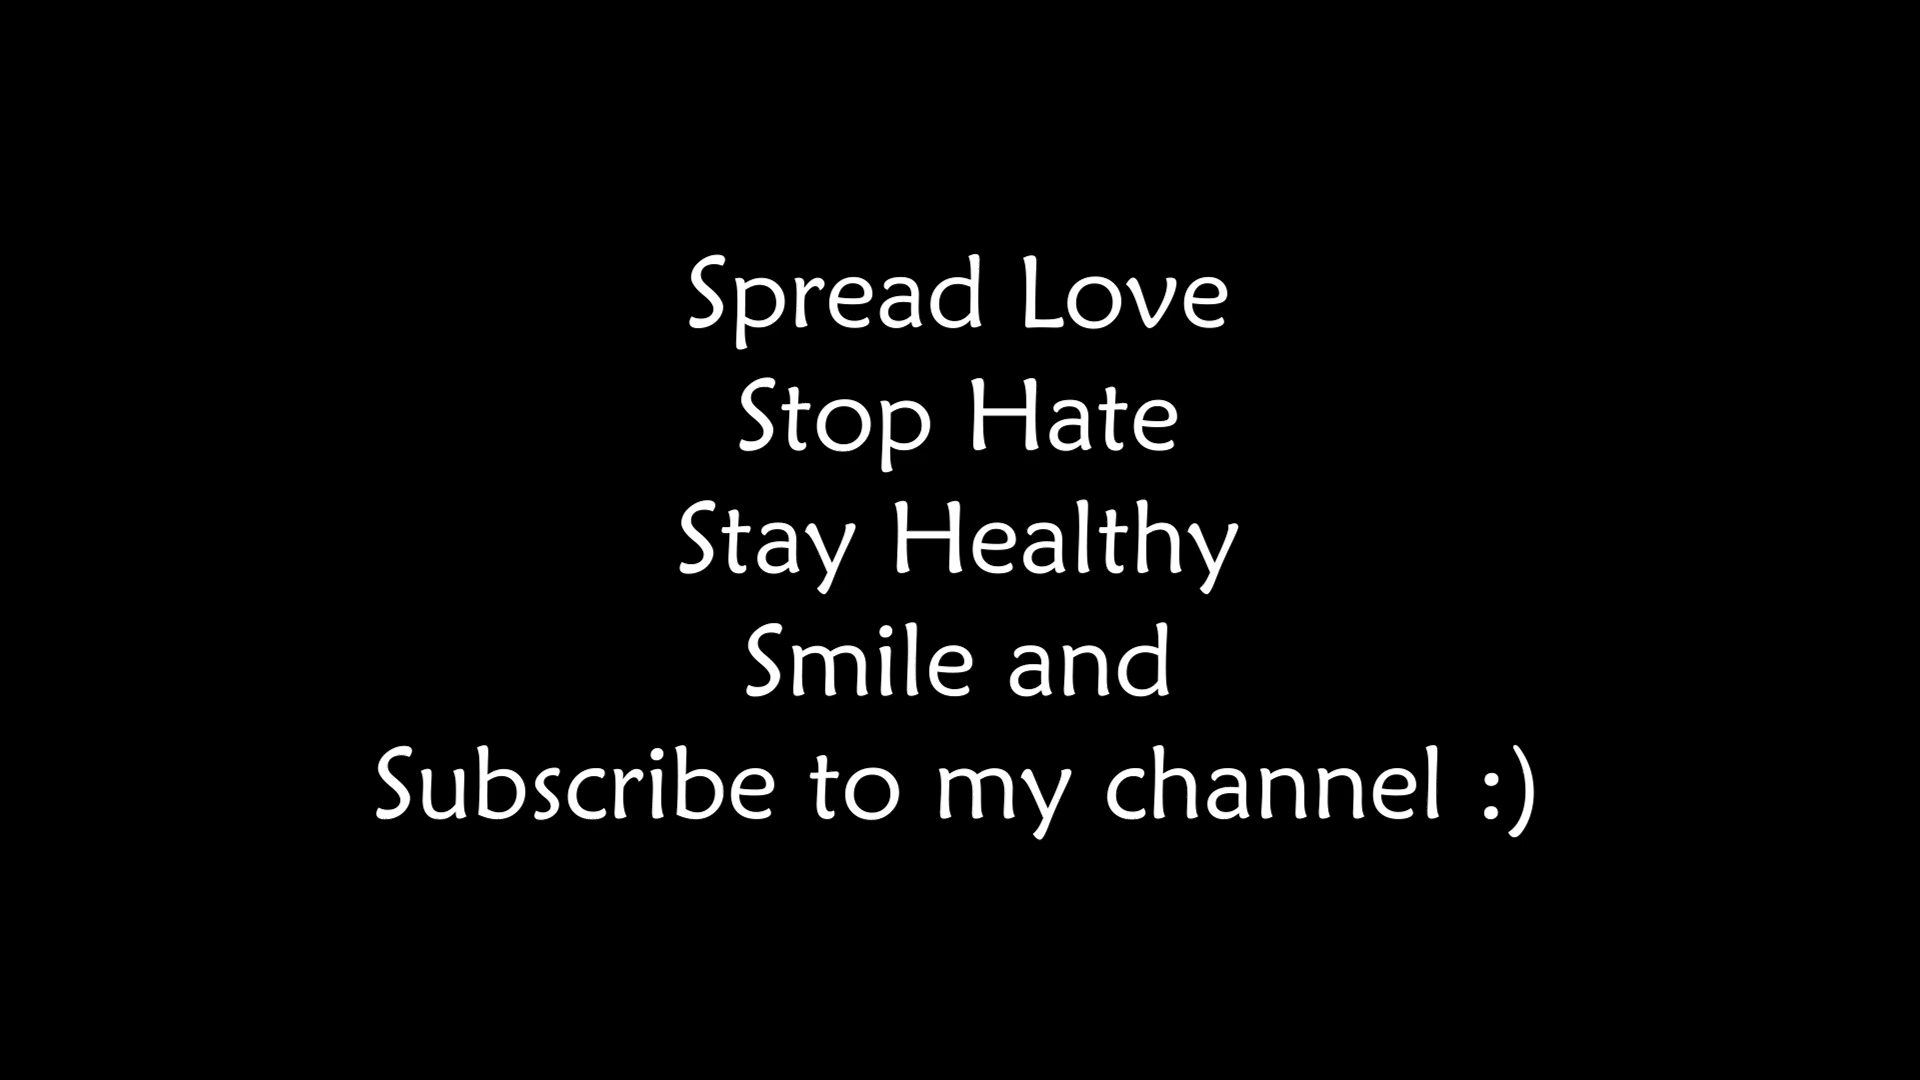 Spread Love
Stop Hate
Stay Healthy
Smile and
Subscribe to my channel :)